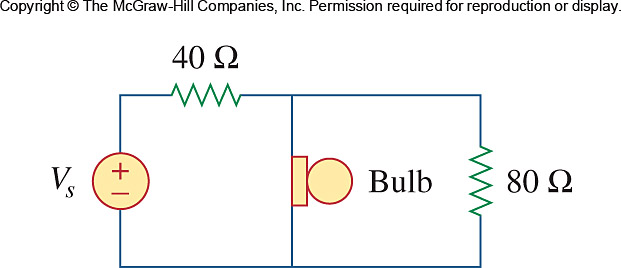 Copyright © The McGraw-Hill Companies, Inc. Permission required for reproduction or display.
40 Ω
Vs
+
−
Bulb
80 Ω